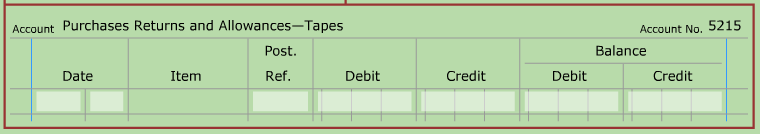 Account Purchases Returns and Allowances—Tapes Account No. 5215
Post. Balance
Date Item Ref. Debit Credit Debit Credit